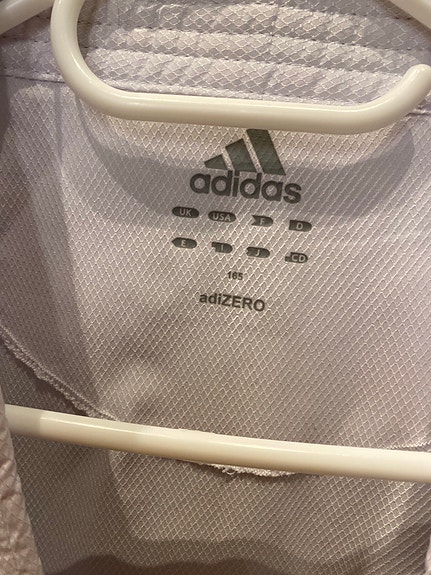 adidas
UK USA F D
E I J CD
165
adiZERO